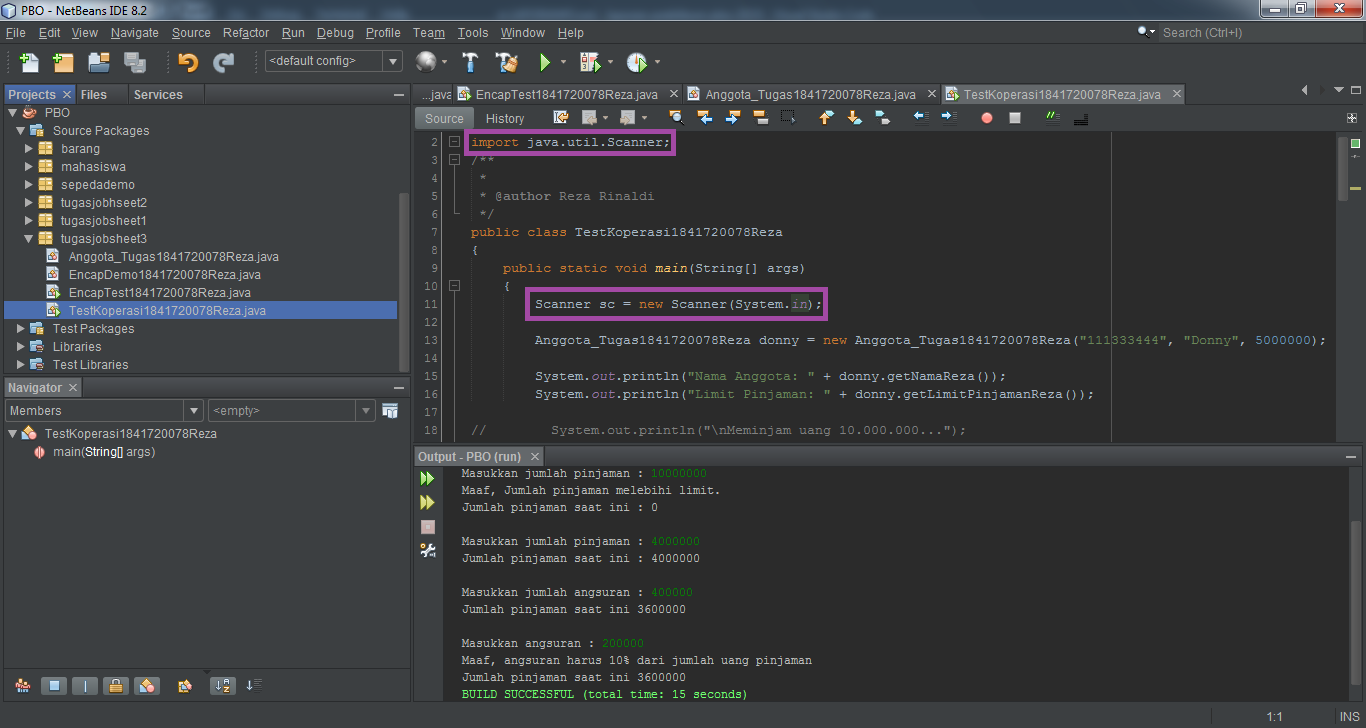 PBO - NetBeans IDE 8.2
File Edit View Navigate Source Refactor Run Debug Profile Team Tools Window Help
Search (Ctrl+I)
<default config>
Projects Files Services
PBO
Source Packages
barang
mahasiswa
sepedademo
tugasjobhseet2
tugasjobsheet1
tugasjobsheet3
Anggota_Tugas1841720078Reza.java
EncapDemo1841720078Reza.java
EncapTest1841720078Reza.java
TestKoperasi1841720078Reza.java
Test Packages
Libraries
Test Libraries
Navigator
Members <empty>
TestKoperasi1841720078Reza
main(String[] args)
...java EncapTest1841720078Reza.java Anggota_Tugas1841720078Reza.java TestKoperasi1841720078Reza.java
Source History
2 import java.util.Scanner;
3 /**
4 *
5 * @author Reza Rinaldi
6 */
7 public class TestKoperasi1841720078Reza
8 {
9 public static void main(String[] args)
10 {
11 Scanner sc = new Scanner(System.in);
12
13 Anggota_Tugas1841720078Reza donny = new Anggota_Tugas1841720078Reza("111333444", "Donny", 5000000);
14
15 System.out.println("Nama Anggota: " + donny.getNamaReza());
16 System.out.println("Limit Pinjaman: " + donny.getLimitPinjamanReza());
17
18 // System.out.println("\nMeminjam uang 10.000.000...");
Output - PBO (run)
Masukkan jumlah pinjaman : 10000000
Maaf, Jumlah pinjaman melebihi limit.
Jumlah pinjaman saat ini : 0
Masukkan jumlah pinjaman : 4000000
Jumlah pinjaman saat ini : 4000000
Masukkan jumlah angsuran : 400000
Jumlah pinjaman saat ini 3600000
Masukkan angsuran : 200000
Maaf, angsuran harus 10% dari jumlah uang pinjaman
Jumlah pinjaman saat ini 3600000
BUILD SUCCESSFUL (total time: 15 seconds)
1:1 INS